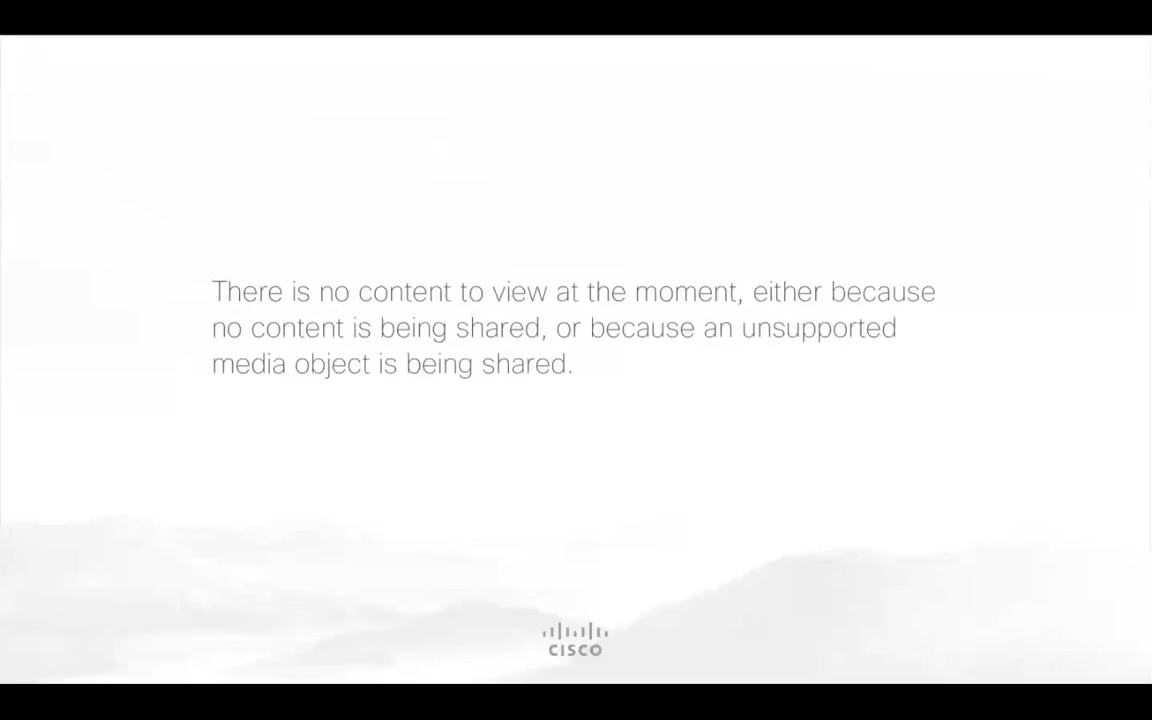 There is no content to view at the moment, either because
no content is being shared, or because an unsupported
media object is being shared.
CISCO